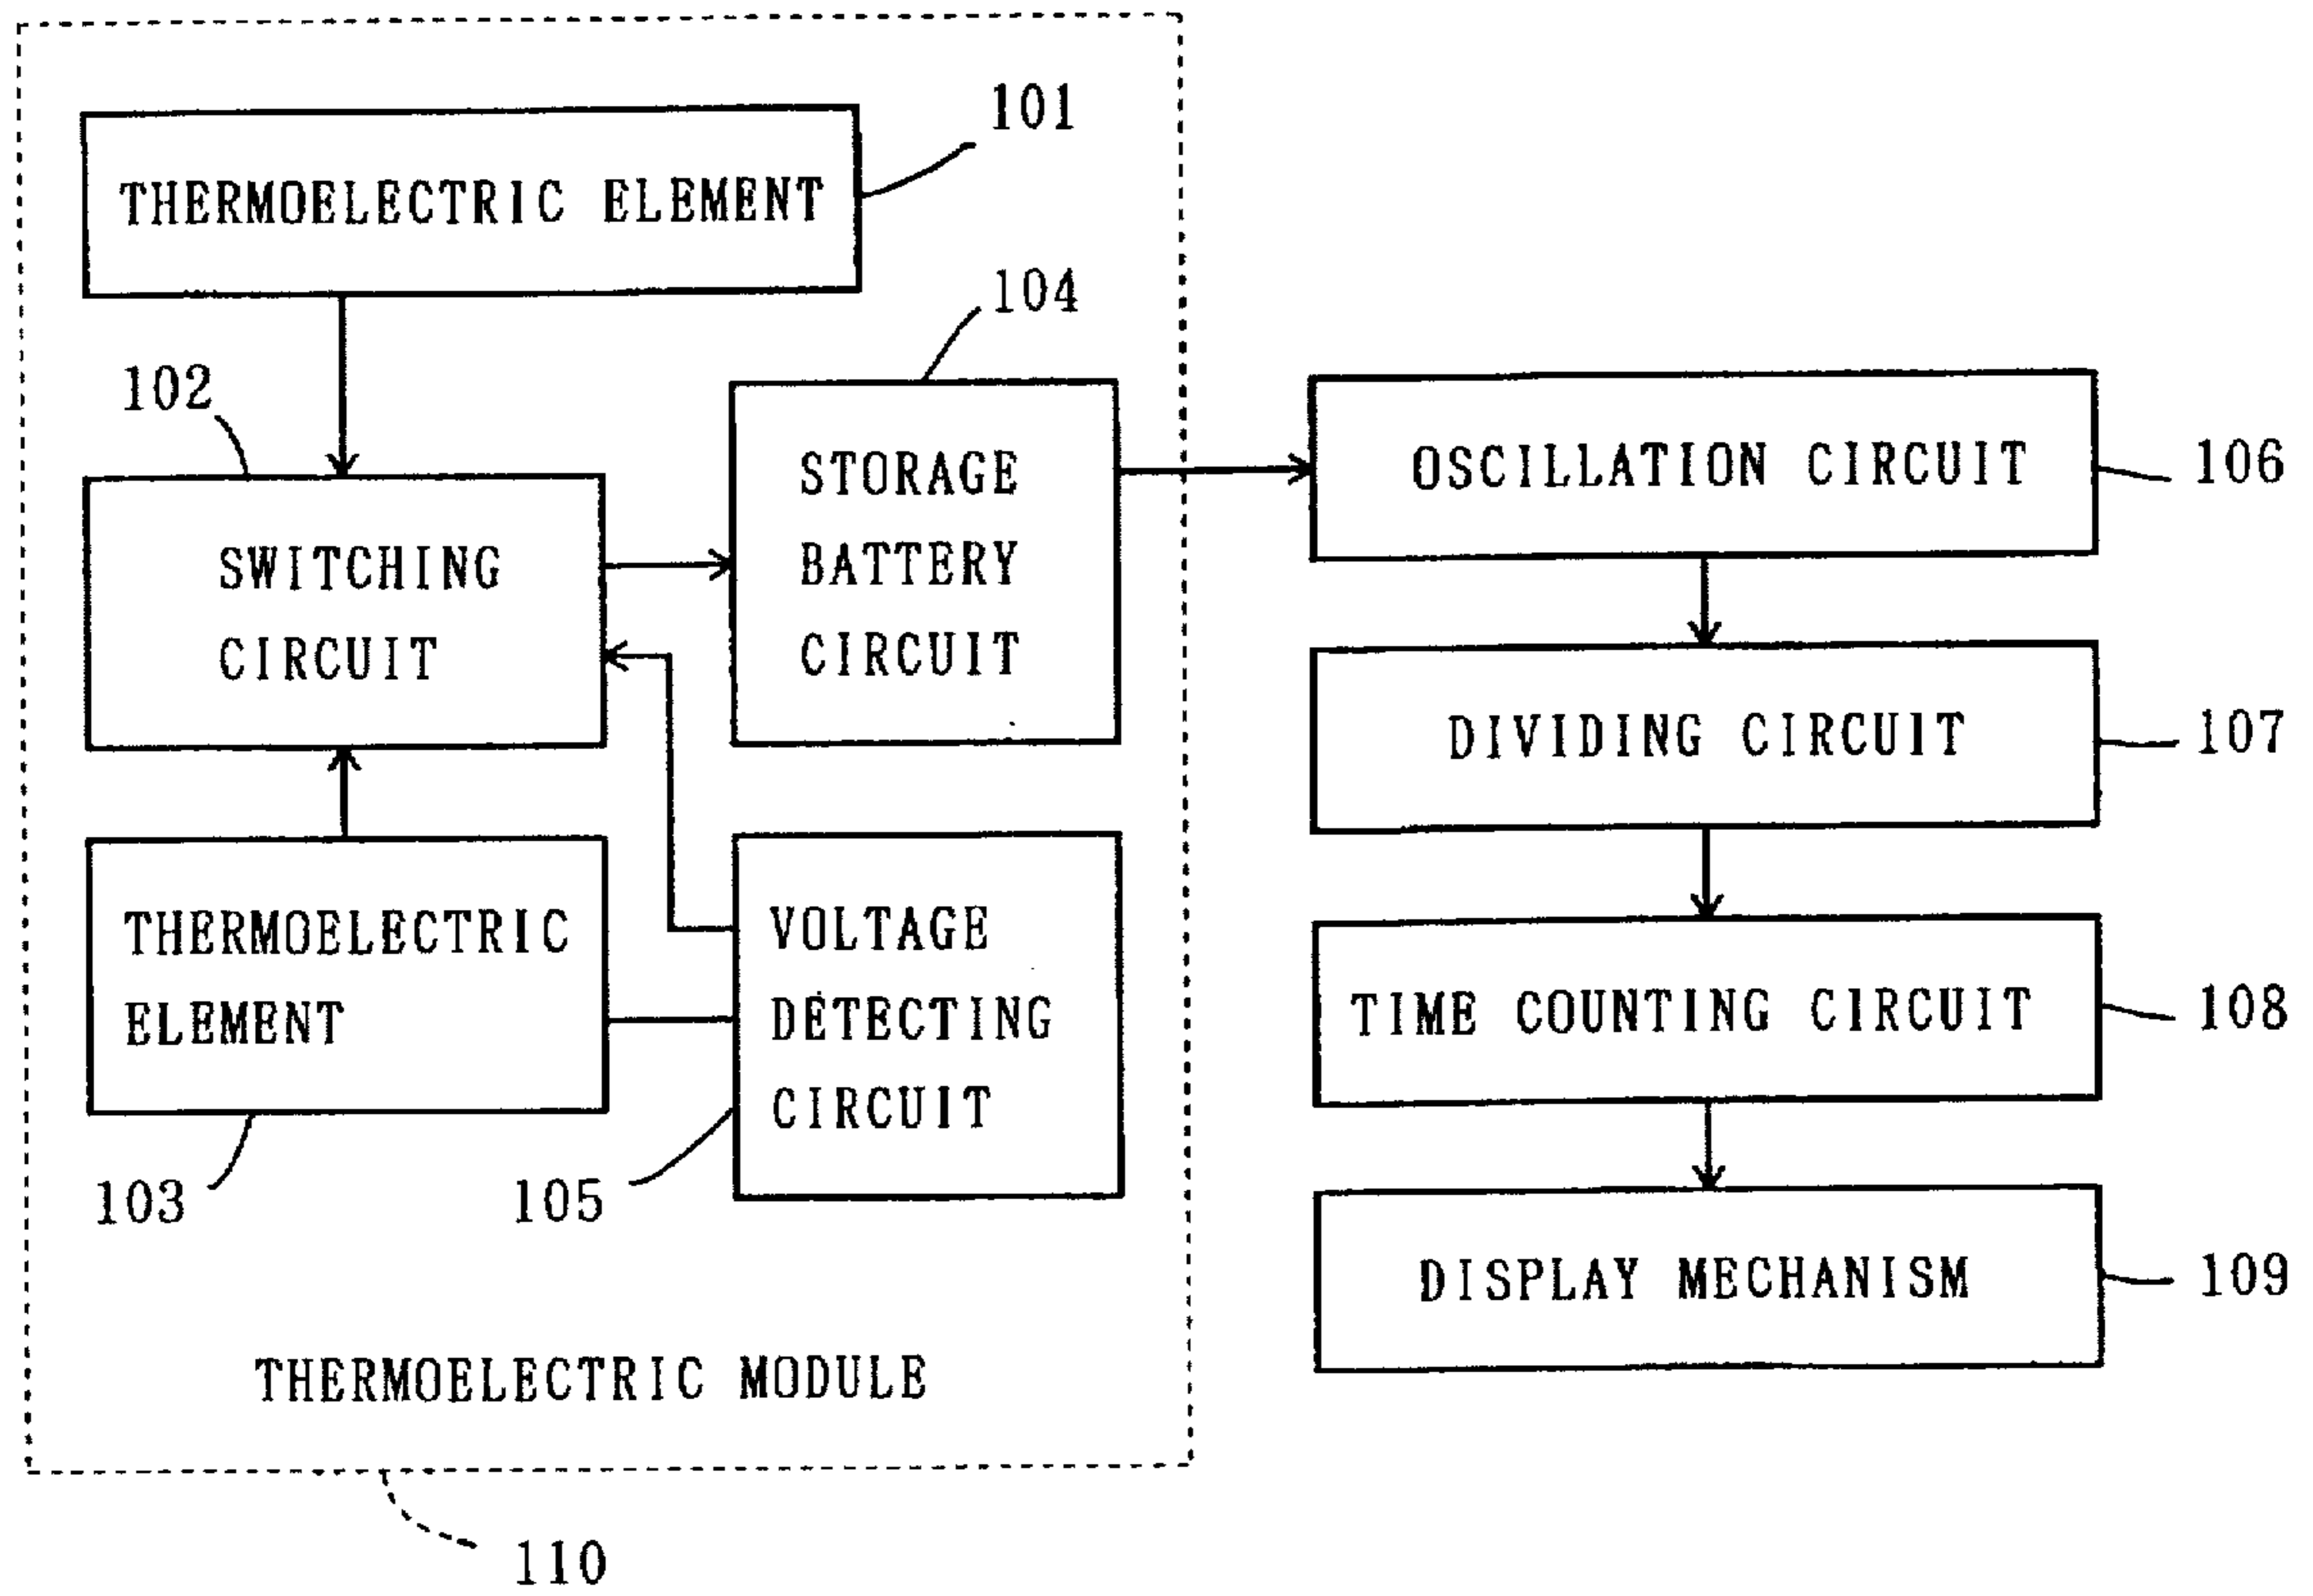 101
THERMOELECTRIC ELEMENT
104
102
STORAGE
BATTERY
CIRCUIT
SWITCHING
CIRCUIT
THERMOELECTRIC
ELEMENT
VOLTAGE
DETECTING
CIRCUIT
103
105
THERMOELECTRIC MODULE
110
OSCILLATION CIRCUIT
106
DIVIDING CIRCUIT
107
TIME COUNTING CIRCUIT
108
DISPLAY MECHANISM
109